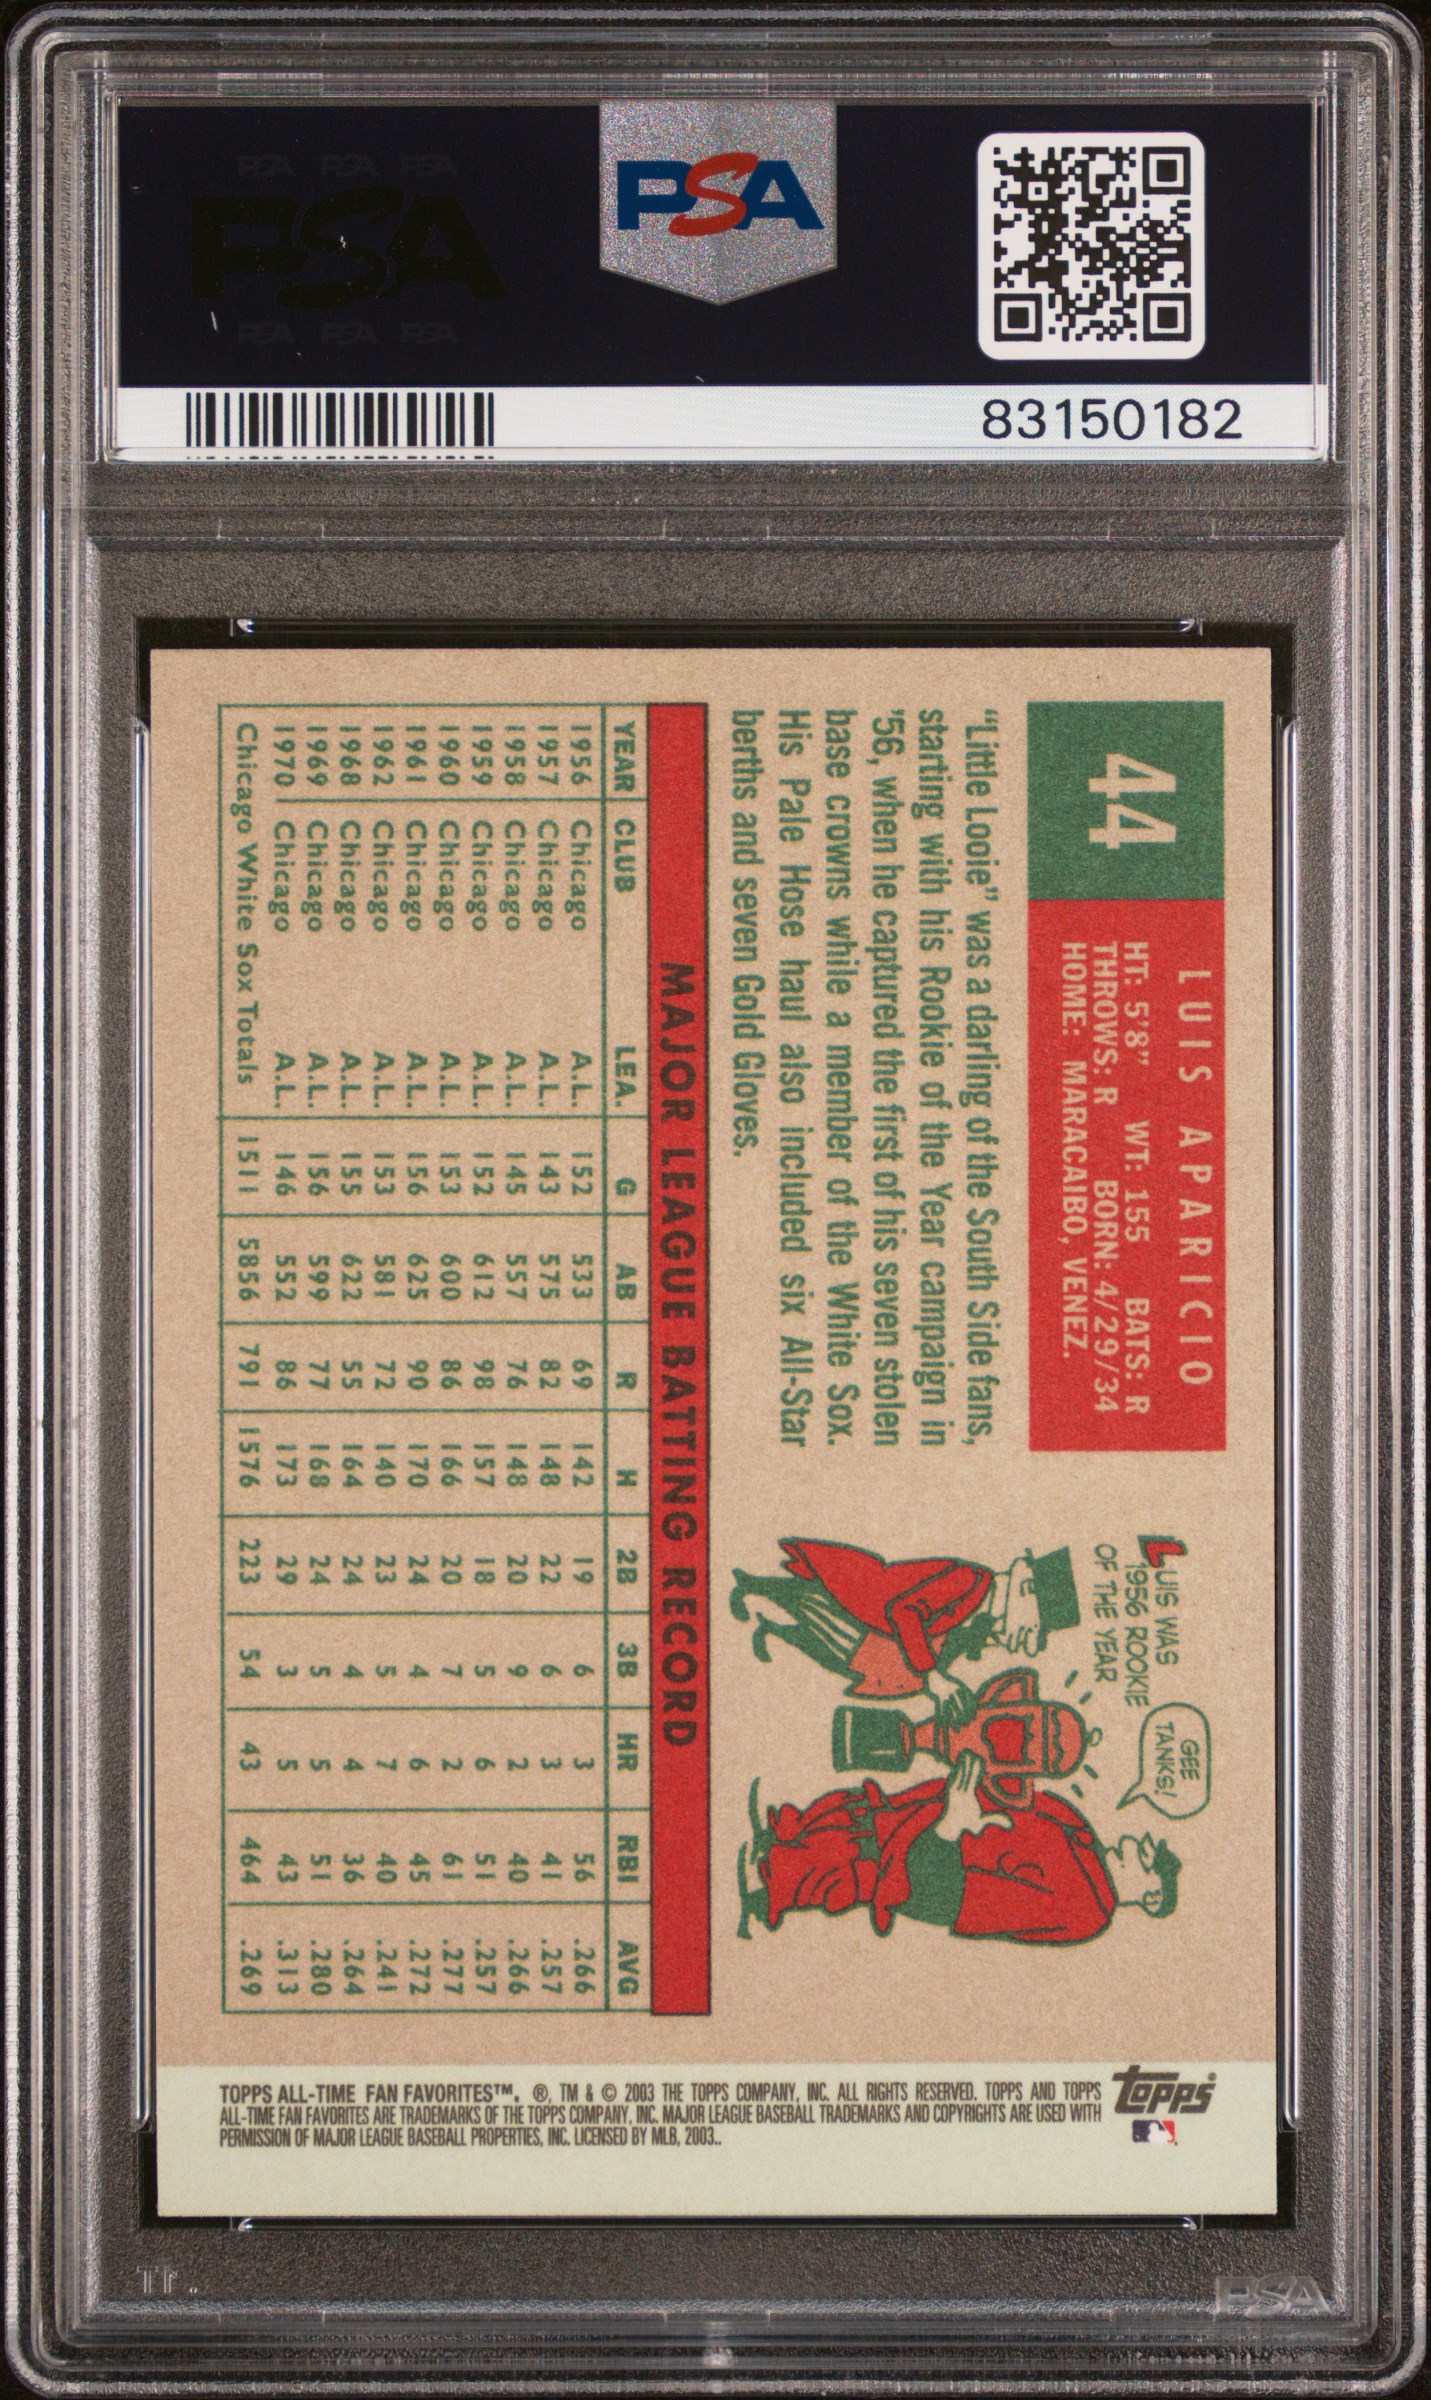 PSA PSA PSA
PSA
PSA PSA PSA
PSA
83150182
44
LUIS APARICIO
HT: 5'8" WT: 155 BATS: R
THROWS: R BORN: 4/29/34
HOME: MARACAIBO, VENEZ.
"Little Looie" was a darling of the South Side fans,
starting with his Rookie of the Year campaign in
'56, when he captured the first of his seven stolen
base crowns while a member of the White Sox.
His Pale Hose haul also included six All-Star
berths and seven Gold Gloves.
LUIS WAS
1956 ROOKIE
OF THE YEAR
GEE
TANKS!
MAJOR LEAGUE BATTING RECORD
YEAR CLUB LEA. G AB R H 2B 3B HR RBI AVG
1956 Chicago A.L. 152 533 69 142 19 6 3 56 .266
1957 Chicago A.L. 143 575 82 148 22 6 3 41 .257
1958 Chicago A.L. 145 557 76 148 20 9 2 40 .266
1959 Chicago A.L. 152 612 98 157 18 5 6 51 .257
1960 Chicago A.L. 153 600 86 166 20 7 2 61 .277
1961 Chicago A.L. 156 625 90 170 24 4 6 45 .272
1962 Chicago A.L. 153 581 72 140 23 5 7 40 .241
1968 Chicago A.L. 155 622 55 164 24 4 4 36 .264
1969 Chicago A.L. 156 599 77 168 24 5 5 51 .280
1970 Chicago A.L. 146 552 86 173 29 3 5 43 .313
Chicago White Sox Totals 1511 5856 791 1576 223 54 43 464 .269
topps®
TOPPS ALL-TIME FAN FAVORITES™. ®, TM & © 2003 THE TOPPS COMPANY, INC. ALL RIGHTS RESERVED. TOPPS AND TOPPS
ALL-TIME FAN FAVORITES ARE TRADEMARKS OF THE TOPPS COMPANY, INC. MAJOR LEAGUE BASEBALL TRADEMARKS AND COPYRIGHTS ARE USED WITH
PERMISSION OF MAJOR LEAGUE BASEBALL PROPERTIES, INC. LICENSED BY MLB, 2003..
PSA